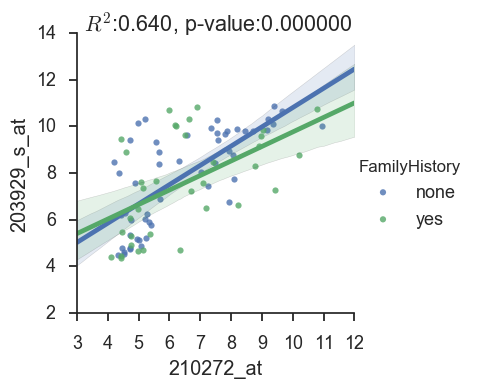 R²:0.640, p-value:0.000000
14
12
10
8
6
4
2
203929_s_at
3 4 5 6 7 8 9 10 11 12
210272_at
FamilyHistory
none
yes